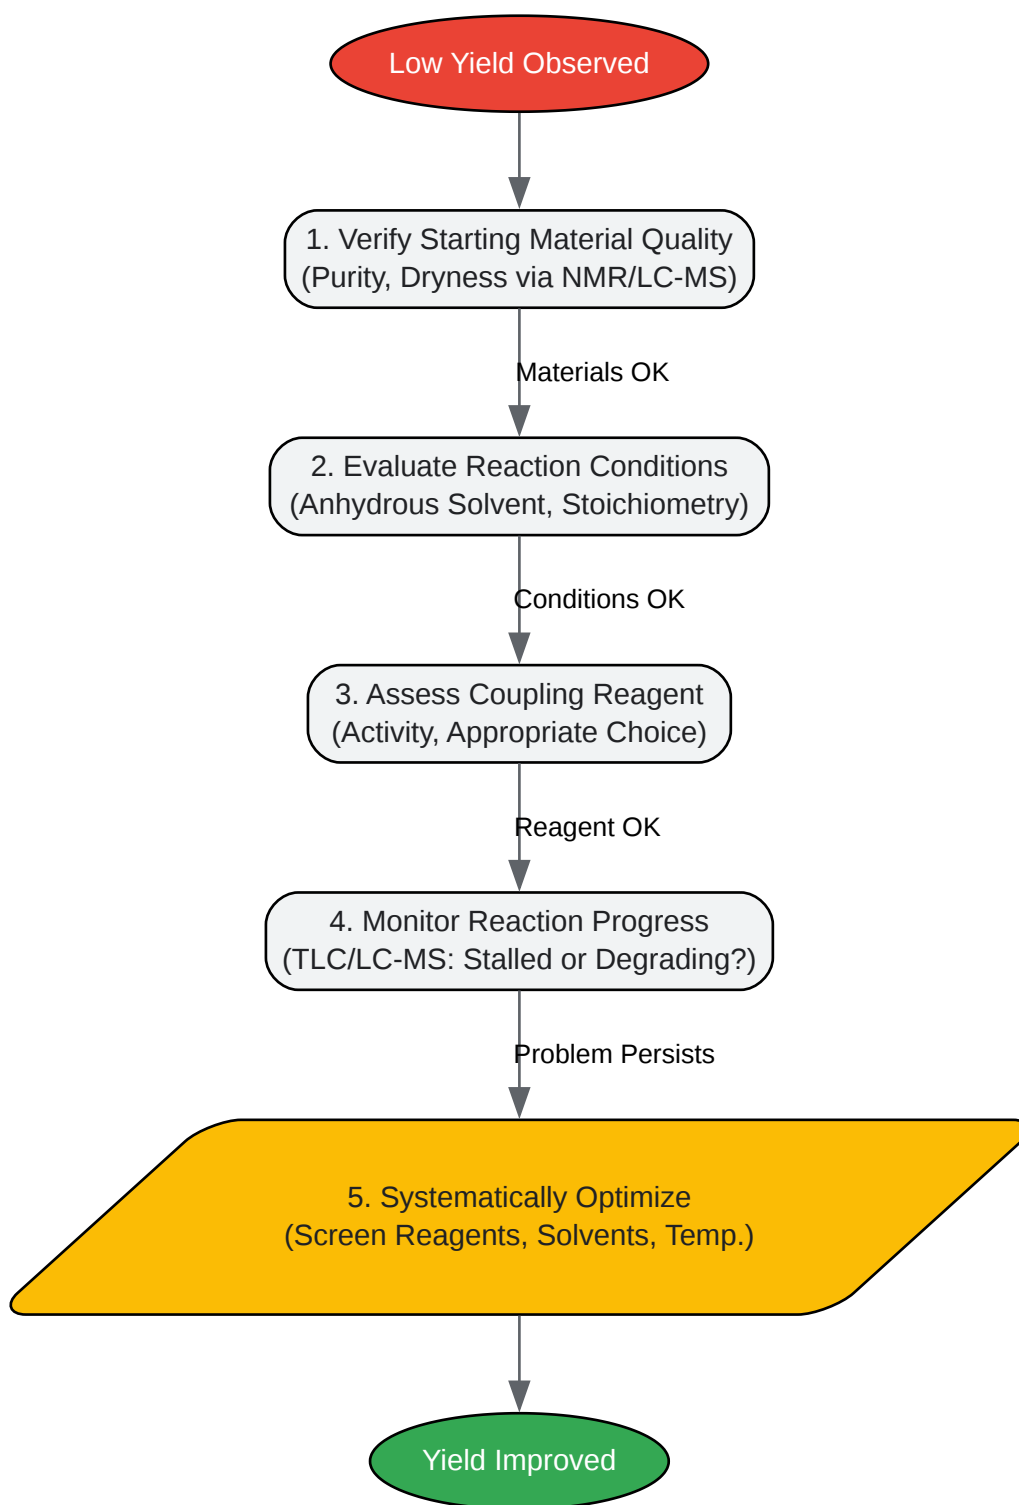 Low Yield Observed
1. Verify Starting Material Quality
(Purity, Dryness via NMR/LC-MS)
Materials OK
2. Evaluate Reaction Conditions
(Anhydrous Solvent, Stoichiometry)
Conditions OK
3. Assess Coupling Reagent
(Activity, Appropriate Choice)
Reagent OK
4. Monitor Reaction Progress
(TLC/LC-MS: Stalled or Degrading?)
Problem Persists
5. Systematically Optimize
(Screen Reagents, Solvents, Temp.)
Yield Improved